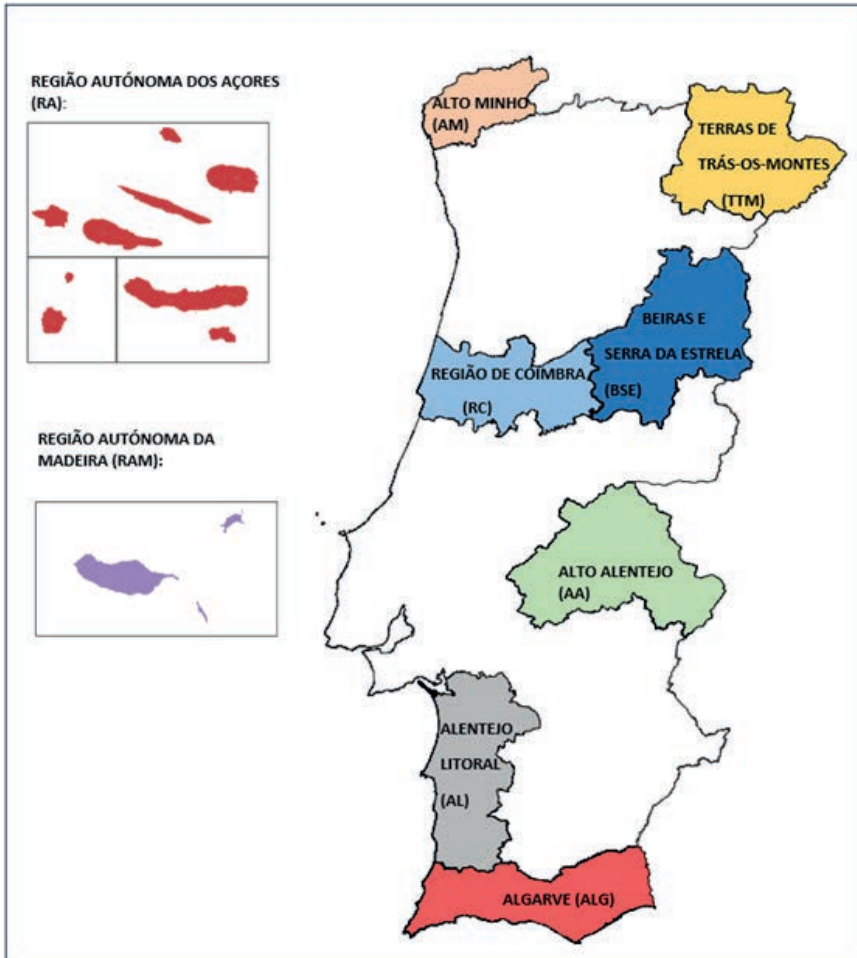 REGIÃO AUTÓNOMA DOS AÇORES
(RA):
ALTO MINHO
(AM)
TERRAS DE
TRÁS-OS-MONTES
(TTM)
BEIRAS E
SERRA DA ESTRELA
(BSE)
REGIÃO DE COIMBRA
(RC)
REGIÃO AUTÓNOMA DA
MADEIRA (RAM):
ALTO ALENTEJO
(AA)
ALENTEJO
LITORAL
(AL)
ALGARVE (ALG)